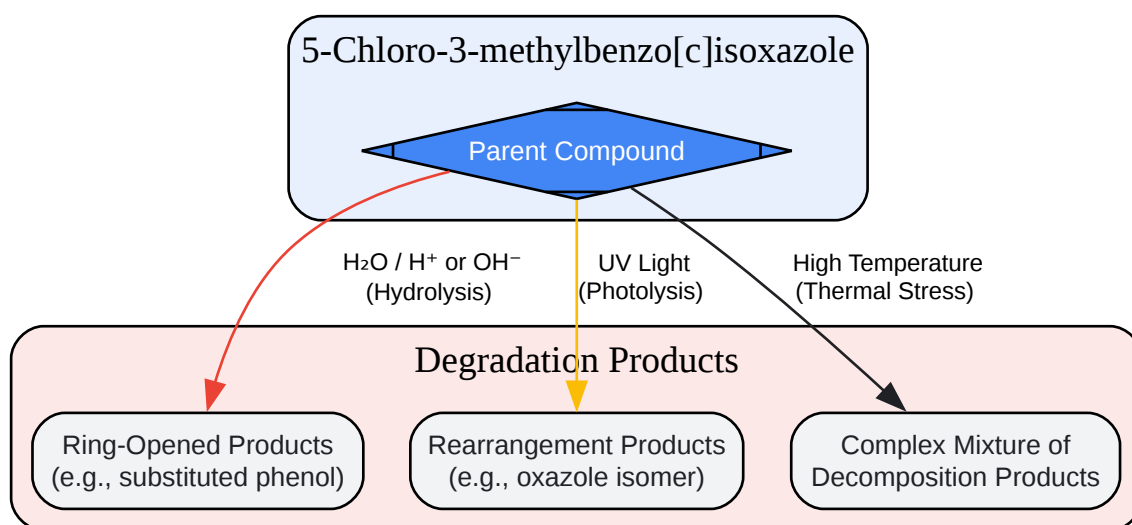 5-Chloro-3-methylbenzo[c]isoxazole
Parent Compound
H₂O / H⁺ or OH⁻
(Hydrolysis)
UV Light
(Photolysis)
High Temperature
(Thermal Stress)
Degradation Products
Ring-Opened Products
(e.g., substituted phenol)
Rearrangement Products
(e.g., oxazole isomer)
Complex Mixture of
Decomposition Products